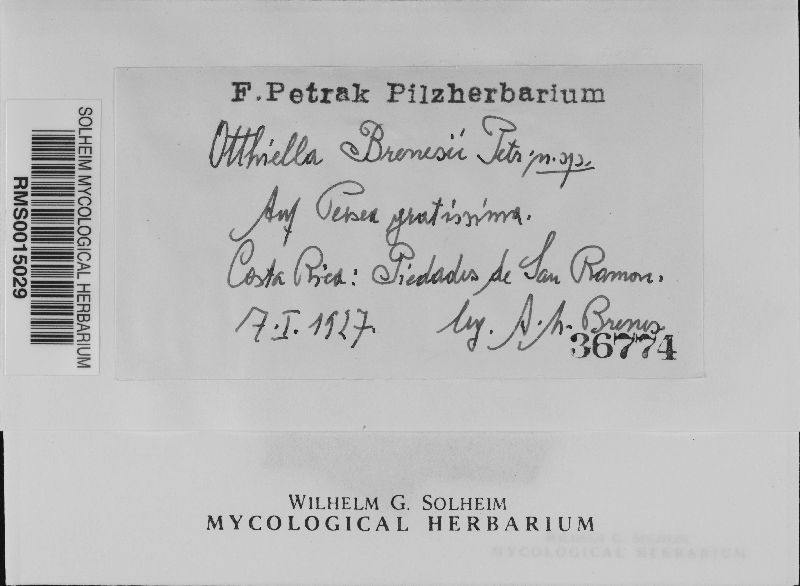 SOLHEIM MYCOLOGICAL HERBARIUM
RMS0015029
F. Petrak Pilzherbarium
Otthiella Brenesii Petr. n. sp.
Auf Persea gratissima.
Costa Rica: Piedades de San Ramon.
7.I.1927. leg. A. M. Brenes
36774
WILHELM G. SOLHEIM
MYCOLOGICAL HERBARIUM